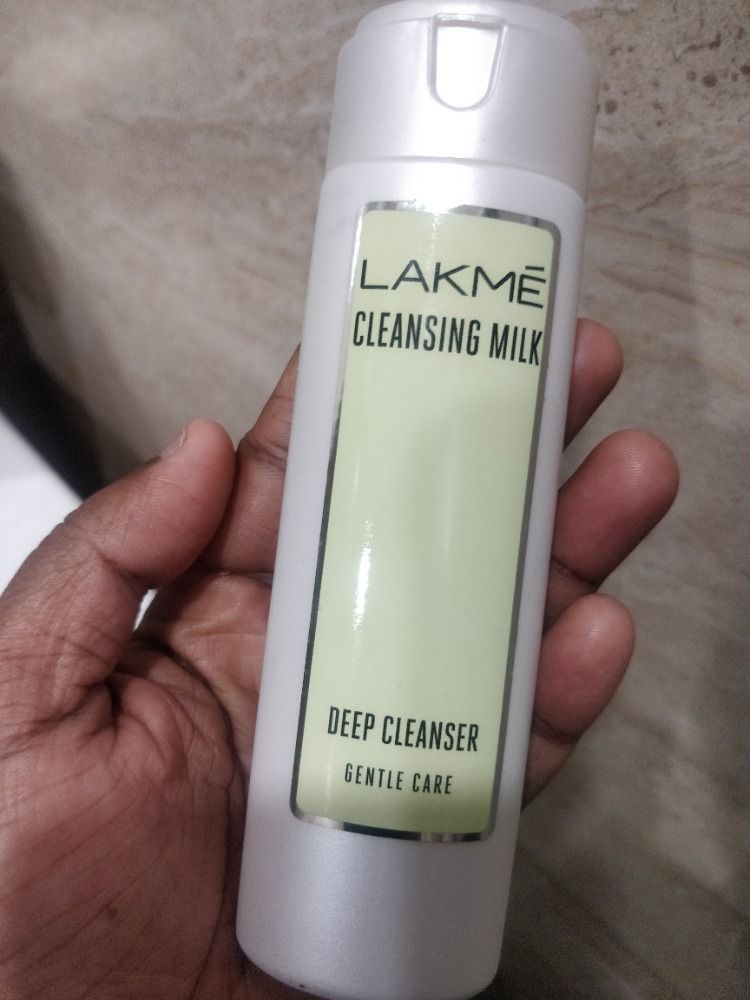 LAKMĒ
CLEANSING MILK
DEEP CLEANSER
GENTLE CARE